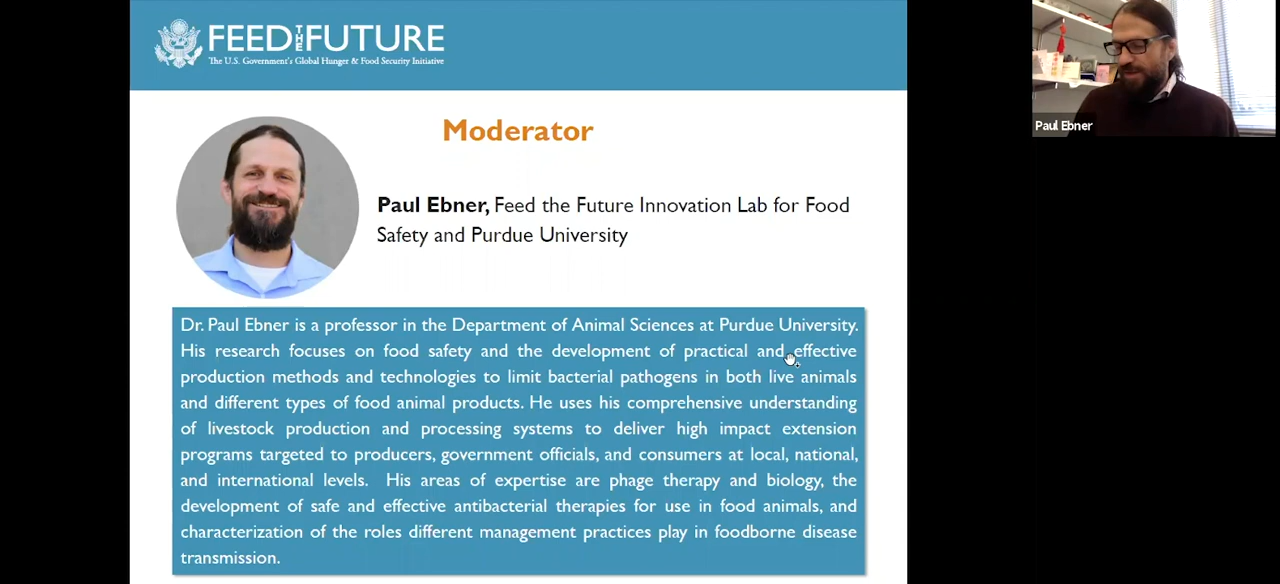 FEED THE FUTURE
The U.S. Government's Global Hunger & Food Security Initiative
Paul Ebner
Moderator
Paul Ebner, Feed the Future Innovation Lab for Food
Safety and Purdue University
Dr. Paul Ebner is a professor in the Department of Animal Sciences at Purdue University.
His research focuses on food safety and the development of practical and effective
production methods and technologies to limit bacterial pathogens in both live animals
and different types of food animal products. He uses his comprehensive understanding
of livestock production and processing systems to deliver high impact extension
programs targeted to producers, government officials, and consumers at local, national,
and international levels. His areas of expertise are phage therapy and biology, the
development of safe and effective antibacterial therapies for use in food animals, and
characterization of the roles different management practices play in foodborne disease
transmission.